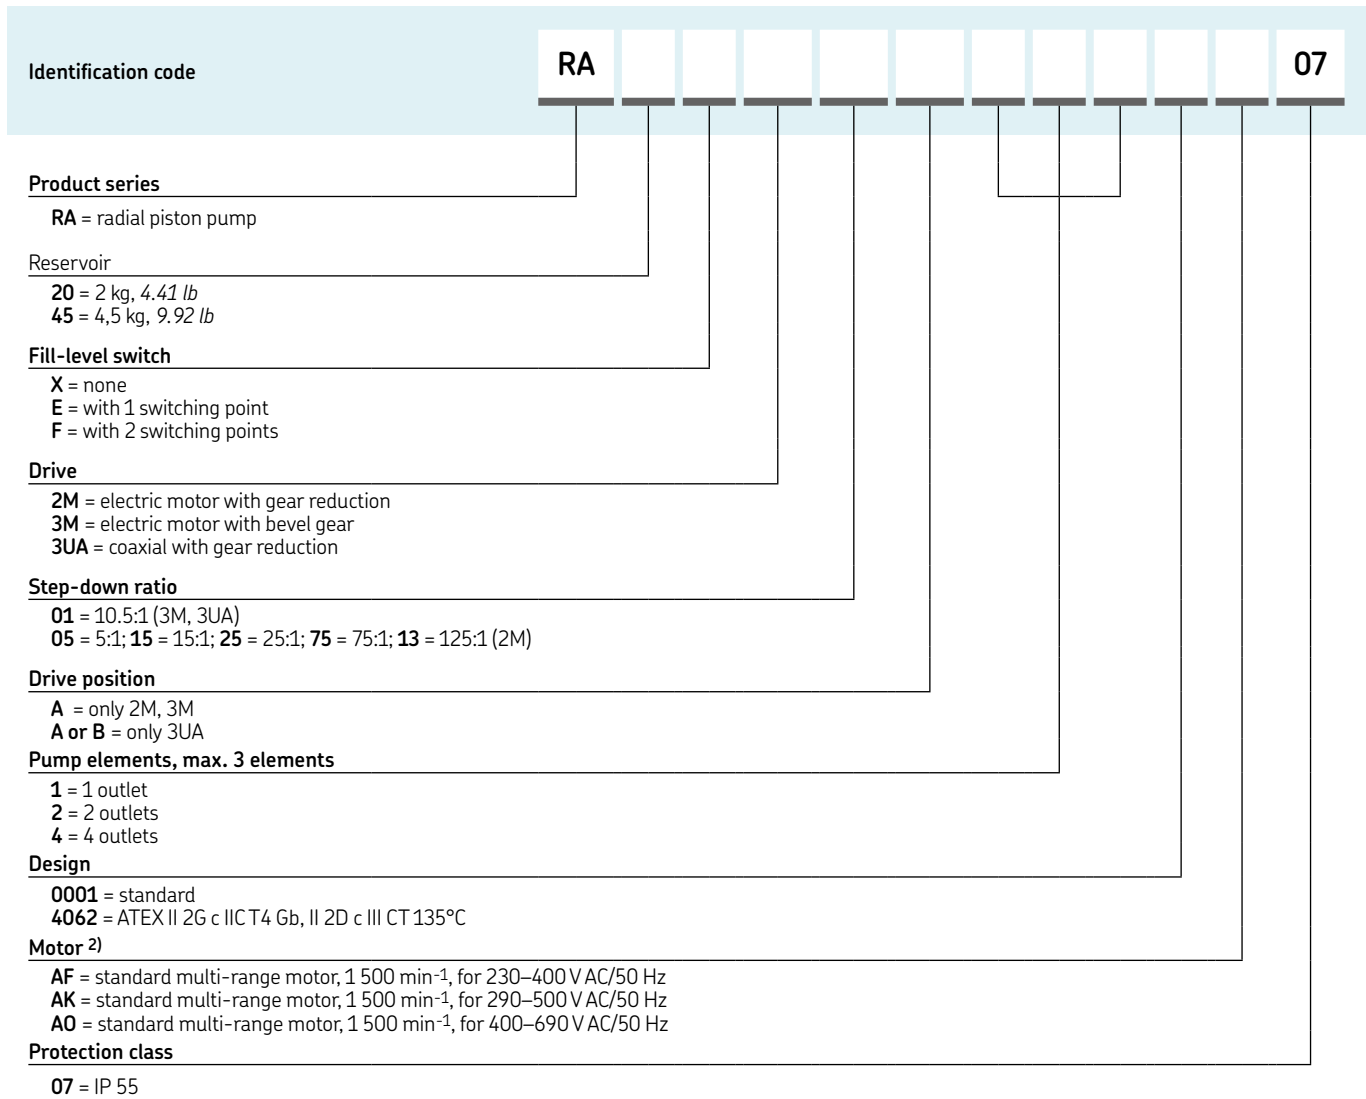 Identification code RA 07
Product series
RA = radial piston pump
Reservoir
20 = 2 kg, 4.41 lb
45 = 4,5 kg, 9.92 lb
Fill-level switch
X = none
E = with 1 switching point
F = with 2 switching points
Drive
2M = electric motor with gear reduction
3M = electric motor with bevel gear
3UA = coaxial with gear reduction
Step-down ratio
01 = 10.5:1 (3M, 3UA)
05 = 5:1; 15 = 15:1; 25 = 25:1; 75 = 75:1; 13 = 125:1 (2M)
Drive position
A = only 2M, 3M
A or B = only 3UA
Pump elements, max. 3 elements
1 = 1 outlet
2 = 2 outlets
4 = 4 outlets
Design
0001 = standard
4062 = ATEX II 2G c IIC T4 Gb, II 2D c III CT 135°C
Motor 2)
AF = standard multi-range motor, 1 500 min-1, for 230–400 V AC/50 Hz
AK = standard multi-range motor, 1 500 min-1, for 290–500 V AC/50 Hz
AO = standard multi-range motor, 1 500 min-1, for 400–690 V AC/50 Hz
Protection class
07 = IP 55